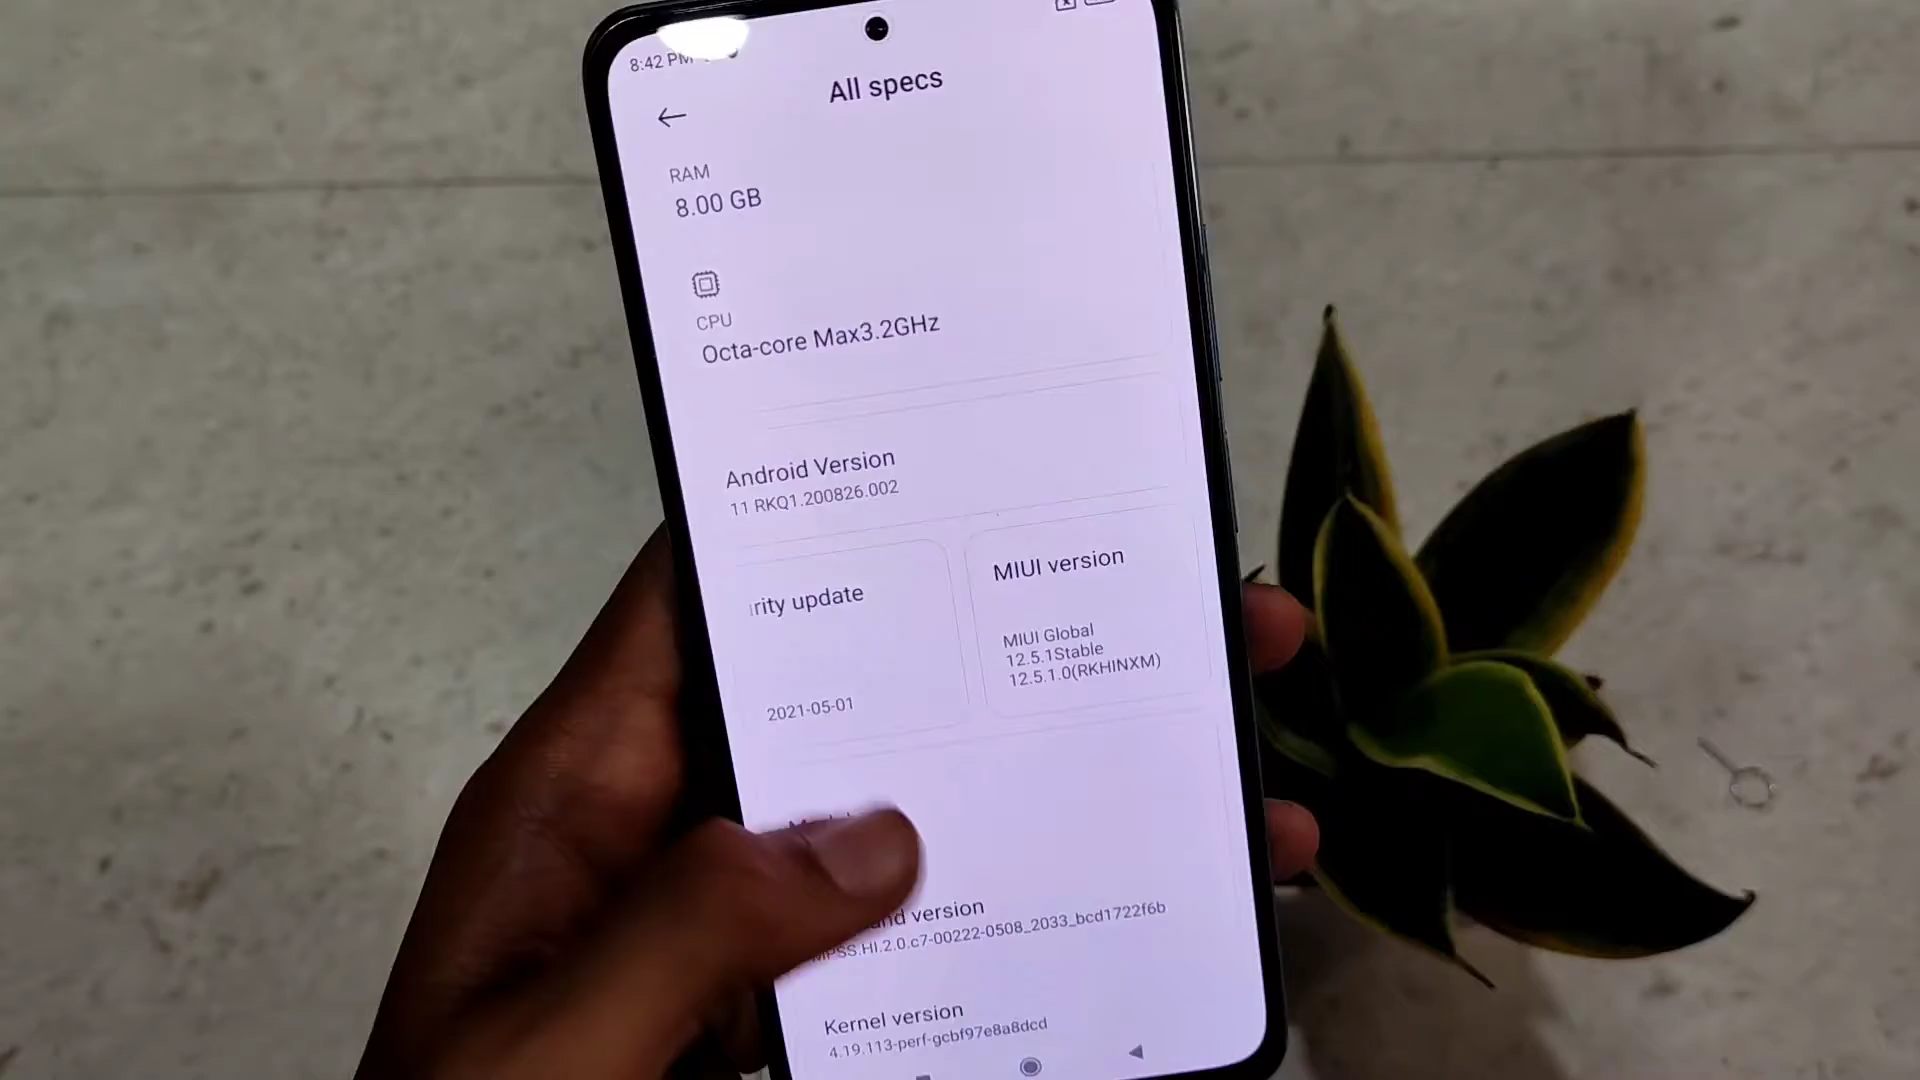 8:42 PM
All specs
RAM
8.00 GB
CPU
Octa-core Max3.2GHz
Android Version
11 RKQ1.200826.002
rity update
2021-05-01
MIUI version
MIUI Global
12.5.1Stable
12.5.1.0(RKHINXM)
nd version
MPSS.HI.2.0.c7-00222-0508_2033_bcd1722f6b
Kernel version
4.19.113-perf-gcbf97e8a8dcd